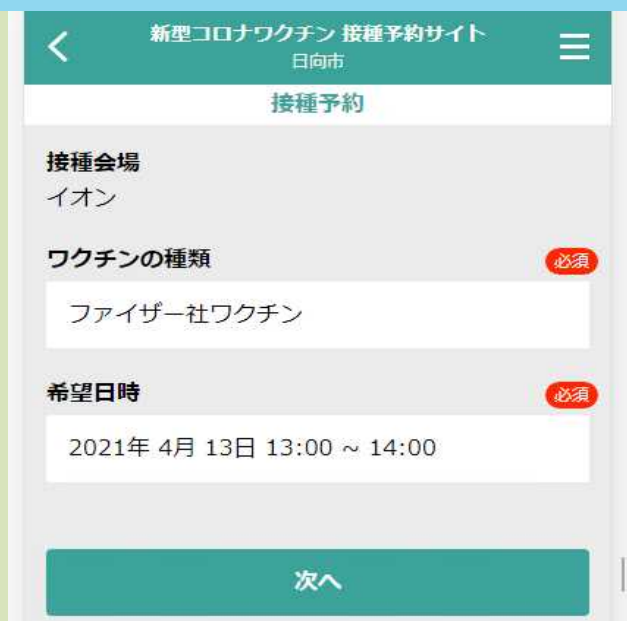 新型コロナワクチン 接種予約サイト
日向市
接種予約
接種会場
イオン
ワクチンの種類
必須
ファイザー社ワクチン
希望日時
必須
2021年 4月 13日 13:00 ~ 14:00
次へ